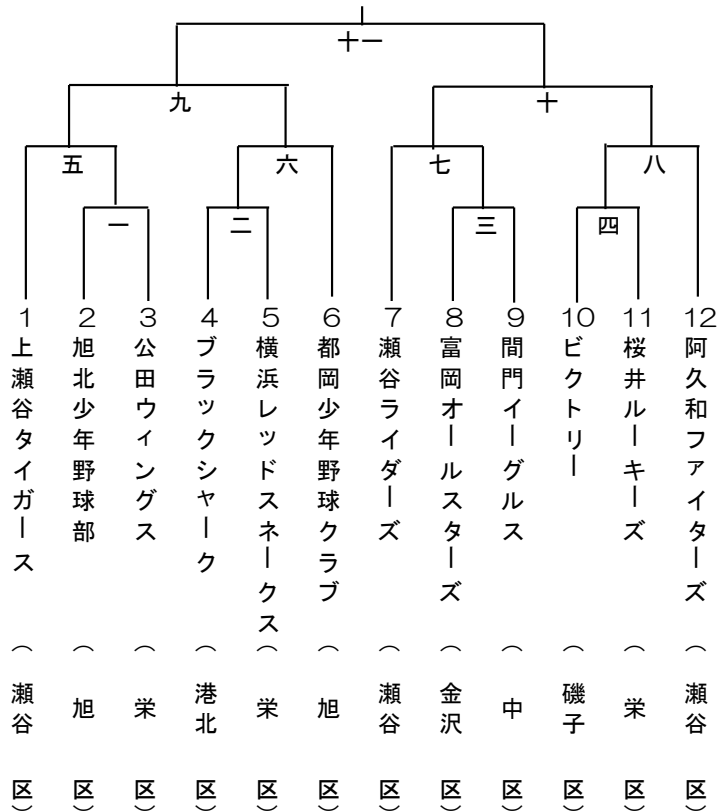 十一
九
十
五
六
七
八
一
二
三
四
1 上瀬谷タイガース（瀬谷区）
2 旭北少年野球部（旭区）
3 公田ウィングス（栄区）
4 ブラックシャーク（港北区）
5 横浜レッドスネークス（栄区）
6 都岡少年野球クラブ（旭区）
7 瀬谷ライダーズ（瀬谷区）
8 富岡オールスターズ（金沢区）
9 間門イーグルス（中区）
10 ビクトリー（磯子区）
11 桜井ルーキーズ（栄区）
12 阿久和ファイターズ（瀬谷区）